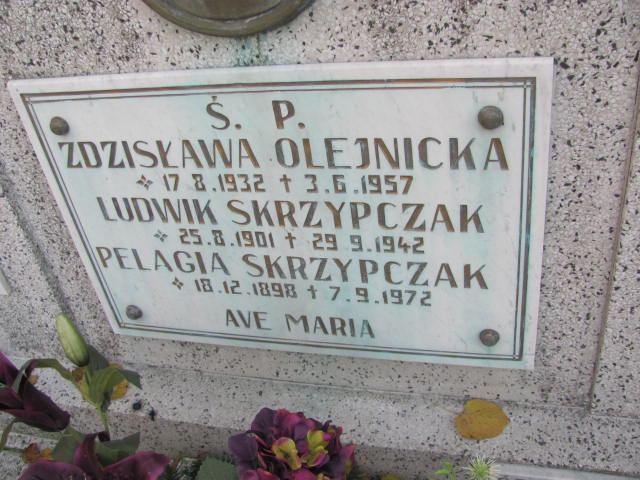 Ś. P.
ZDZISŁAWA OLEJNICKA
17.8.1932 † 3.6.1957
LUDWIK SKRZYPCZAK
25.8.1901 † 29.9.1942
PELAGIA SKRZYPCZAK
18.12.1898 † 7.9.1972
AVE MARIA